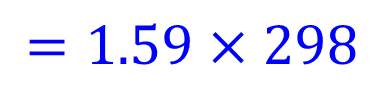 = 1.59 × 298